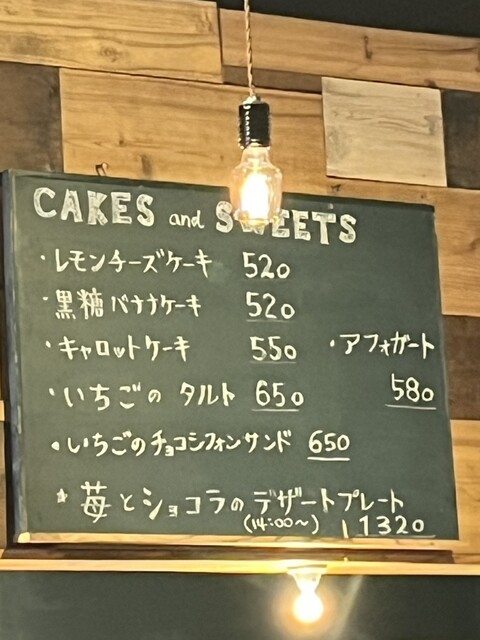 CAKES and SWEETS
・レモンチーズケーキ 520
・黒糖バナナケーキ 520
・キャロットケーキ 550
・アフォガート
580
・いちごの タルト 650
・いちごのチョコシフォンサンド 650
* 苺とショコラのデザートプレート
(14:00〜) 1320